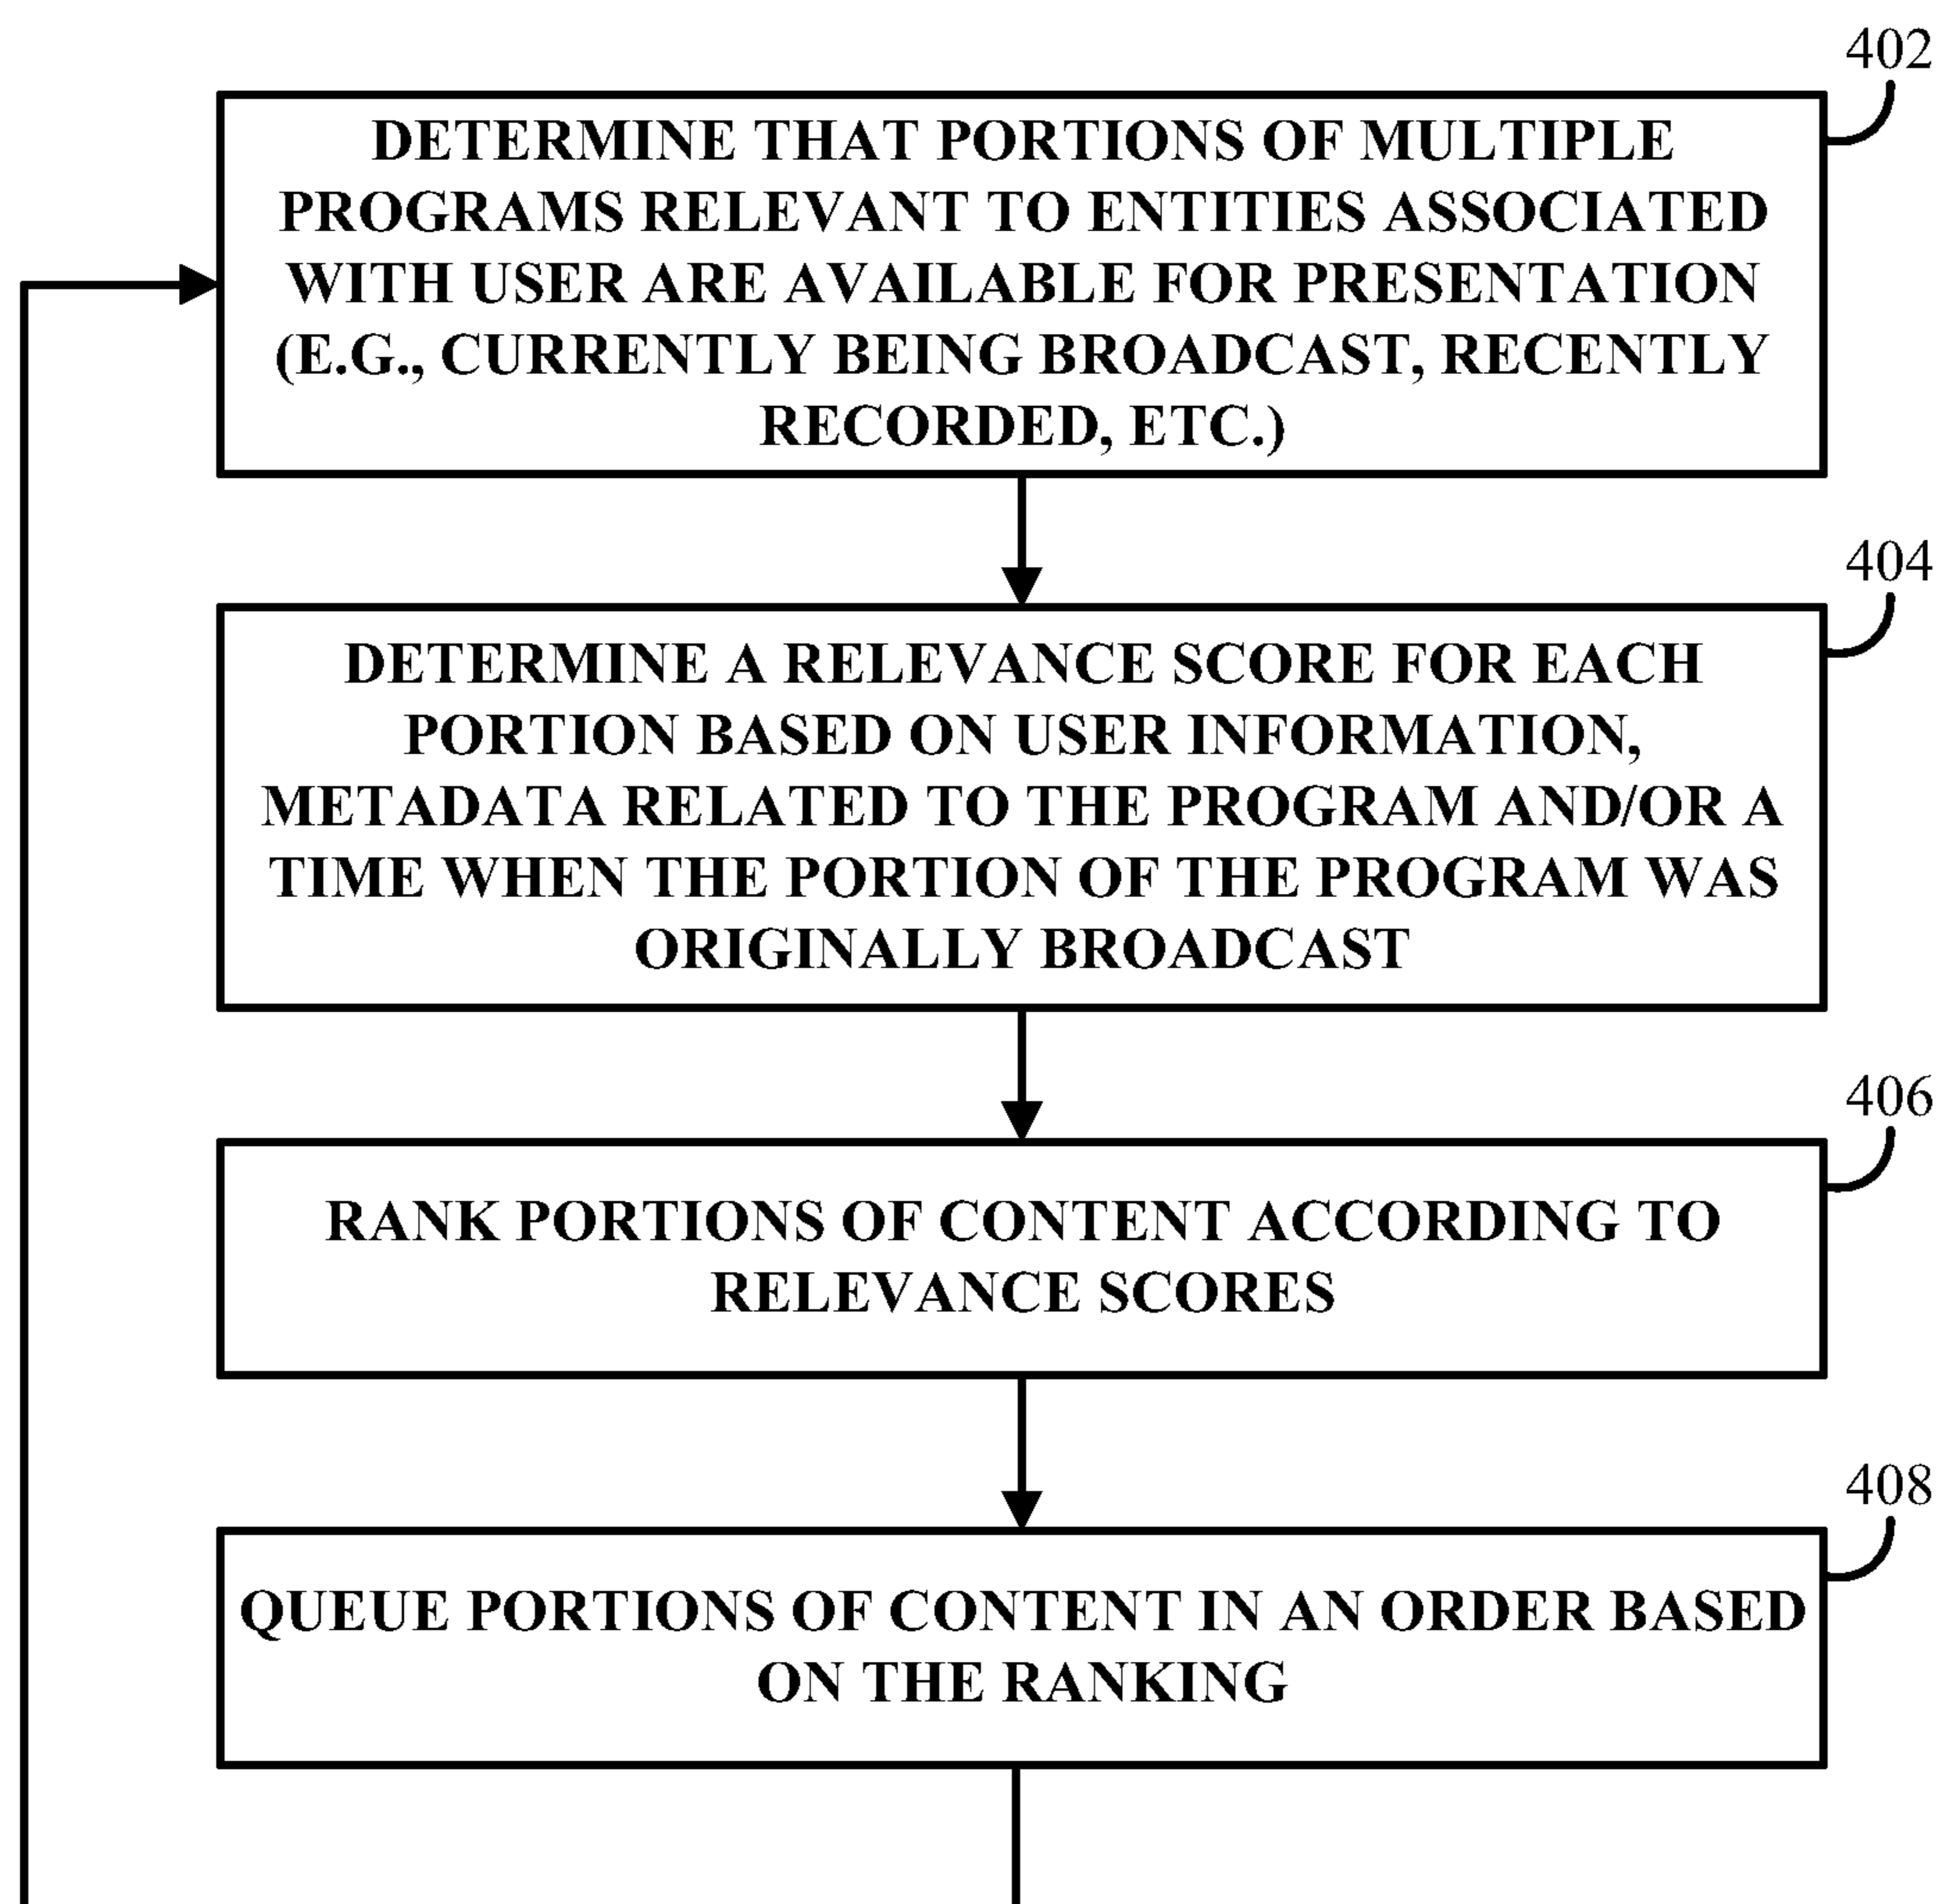 402
DETERMINE THAT PORTIONS OF MULTIPLE
PROGRAMS RELEVANT TO ENTITIES ASSOCIATED
WITH USER ARE AVAILABLE FOR PRESENTATION
(E.G., CURRENTLY BEING BROADCAST, RECENTLY
RECORDED, ETC.)
404
DETERMINE A RELEVANCE SCORE FOR EACH
PORTION BASED ON USER INFORMATION,
METADATA RELATED TO THE PROGRAM AND/OR A
TIME WHEN THE PORTION OF THE PROGRAM WAS
ORIGINALLY BROADCAST
406
RANK PORTIONS OF CONTENT ACCORDING TO
RELEVANCE SCORES
408
QUEUE PORTIONS OF CONTENT IN AN ORDER BASED
ON THE RANKING